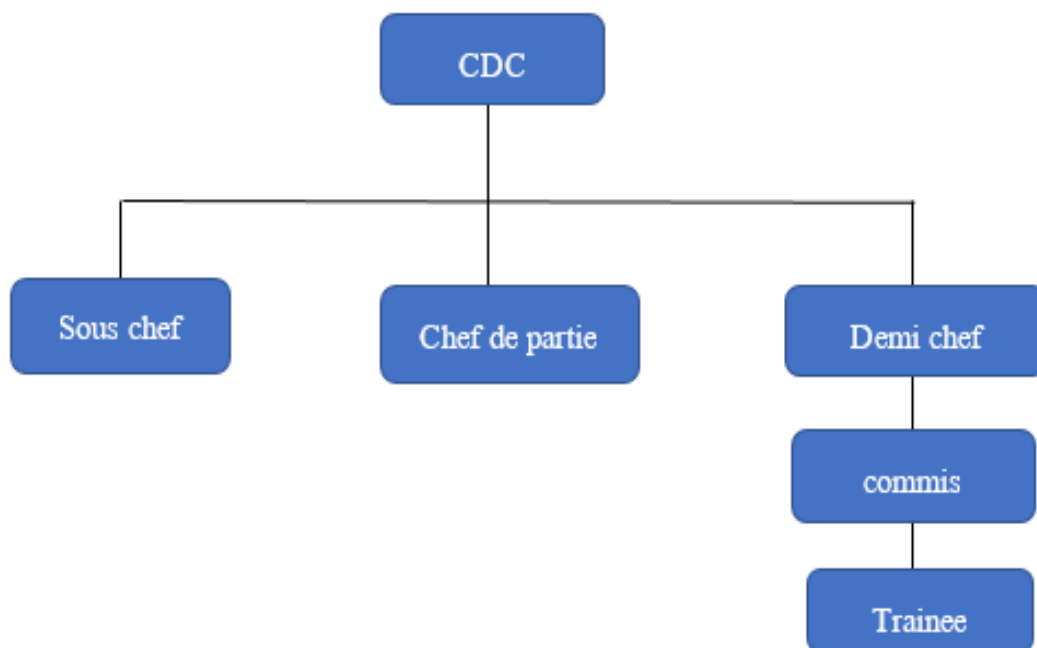 CDC
Sous chef
Chef de partie
Demi chef
commis
Trainee